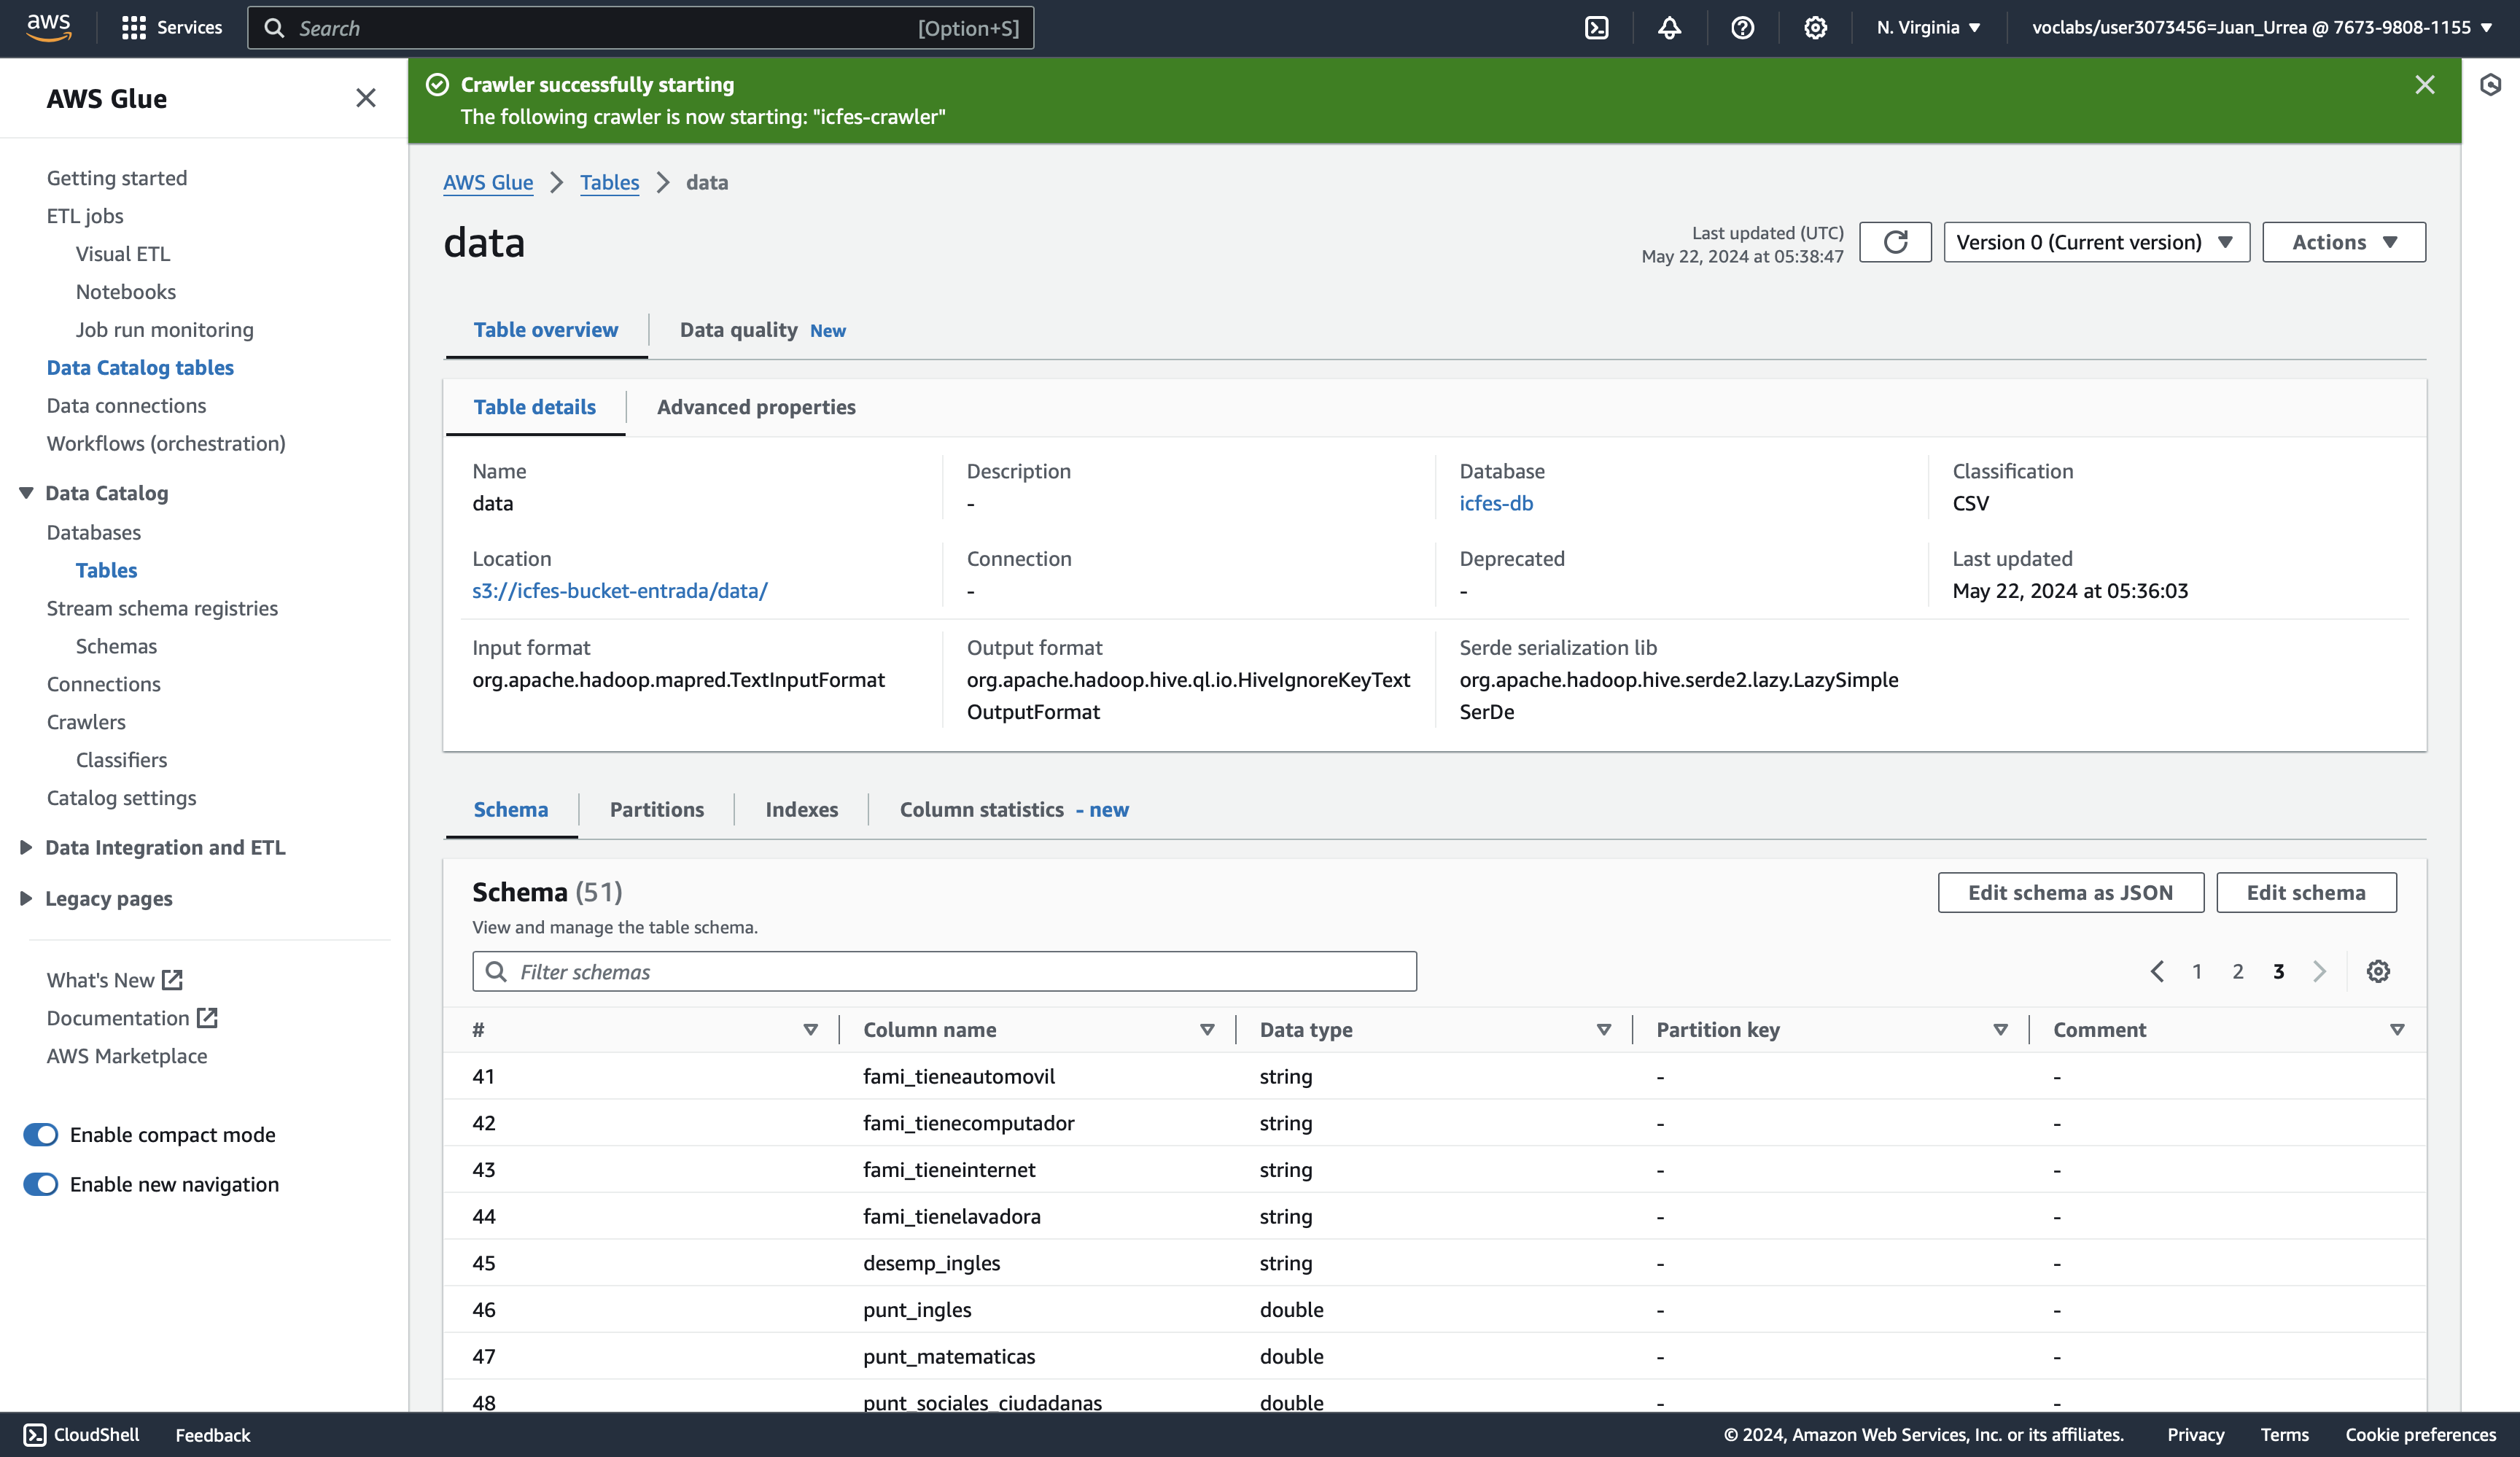 aws
Services
Search
[Option+S]
N. Virginia
voclabs/user3073456=Juan_Urrea @ 7673-9808-1155
AWS Glue
Getting started
ETL jobs
Visual ETL
Notebooks
Job run monitoring
Data Catalog tables
Data connections
Workflows (orchestration)
Data Catalog
Databases
Tables
Stream schema registries
Schemas
Connections
Crawlers
Classifiers
Catalog settings
Data Integration and ETL
Legacy pages
What's New
Documentation
AWS Marketplace
Enable compact mode
Enable new navigation
Crawler successfully starting
The following crawler is now starting: "icfes-crawler"
AWS Glue
Tables
data
data
Last updated (UTC)
May 22, 2024 at 05:38:47
Version 0 (Current version)
Actions
Table overview
Data quality New
Table details
Advanced properties
Name
data
Description
-
Database
icfes-db
Classification
CSV
Location
s3://icfes-bucket-entrada/data/
Connection
-
Deprecated
-
Last updated
May 22, 2024 at 05:36:03
Input format
org.apache.hadoop.mapred.TextInputFormat
Output format
org.apache.hadoop.hive.ql.io.HiveIgnoreKeyText
OutputFormat
Serde serialization lib
org.apache.hadoop.hive.serde2.lazy.LazySimple
SerDe
Schema
Partitions
Indexes
Column statistics - new
Schema (51)
View and manage the table schema.
Edit schema as JSON
Edit schema
Filter schemas
1 2 3
# Column name Data type Partition key Comment
41 fami_tieneautomovil string - -
42 fami_tienecomputador string - -
43 fami_tieneinternet string - -
44 fami_tienelavadora string - -
45 desemp_ingles string - -
46 punt_ingles double - -
47 punt_matematicas double - -
48 punt_sociales_ciudadanas double - -
CloudShell
Feedback
© 2024, Amazon Web Services, Inc. or its affiliates.
Privacy
Terms
Cookie preferences